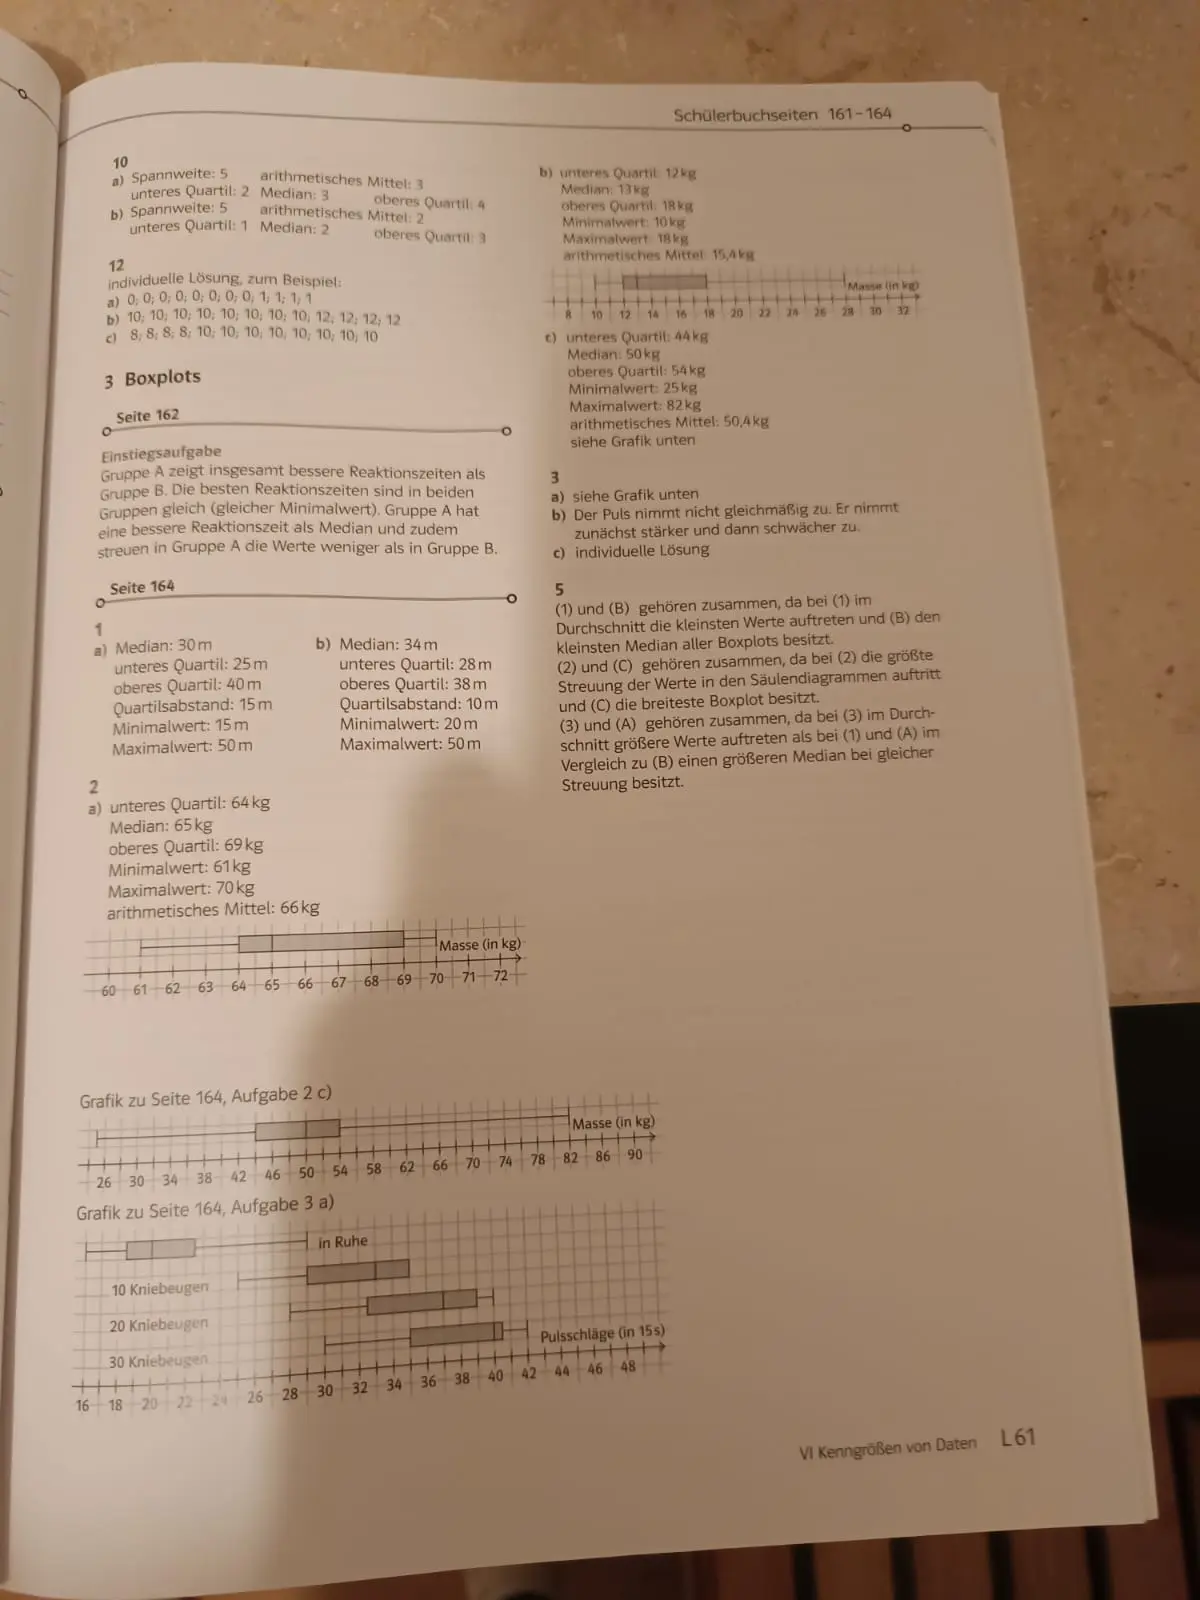 Schülerbuchseiten 161–164
10
a) Spannweite: 5 arithmetisches Mittel: 3
unteres Quartil: 2 Median: 3 oberes Quartil: 4
b) Spannweite: 5 arithmetisches Mittel: 2
unteres Quartil: 1 Median: 2 oberes Quartil: 3
12
individuelle Lösung, zum Beispiel:
a) 0; 0; 0; 0; 0; 0; 0; 0; 1; 1; 1; 1
b) 10; 10; 10; 10; 10; 10; 10; 10; 12; 12; 12; 12
c) 8; 8; 8; 8; 10; 10; 10; 10; 10; 10; 10; 10
3 Boxplots
Seite 162
Einstiegsaufgabe
Gruppe A zeigt insgesamt bessere Reaktionszeiten als
Gruppe B. Die besten Reaktionszeiten sind in beiden
Gruppen gleich (gleicher Minimalwert). Gruppe A hat
eine bessere Reaktionszeit als Median und zudem
streuen in Gruppe A die Werte weniger als in Gruppe B.
Seite 164
1
a) Median: 30 m
unteres Quartil: 25 m
oberes Quartil: 40 m
Quartilsabstand: 15 m
Minimalwert: 15 m
Maximalwert: 50 m
b) Median: 34 m
unteres Quartil: 28 m
oberes Quartil: 38 m
Quartilsabstand: 10 m
Minimalwert: 20 m
Maximalwert: 50 m
2
a) unteres Quartil: 64 kg
Median: 65 kg
oberes Quartil: 69 kg
Minimalwert: 61 kg
Maximalwert: 70 kg
arithmetisches Mittel: 66 kg
Masse (in kg)
60 61 62 63 64 65 66 67 68 69 70 71 72
b) unteres Quartil: 12 kg
Median: 13 kg
oberes Quartil: 18 kg
Minimalwert: 10 kg
Maximalwert: 18 kg
arithmetisches Mittel: 15,4 kg
Masse (in kg)
8 10 12 14 16 18 20 22 24 26 28 30 32
c) unteres Quartil: 44 kg
Median: 50 kg
oberes Quartil: 54 kg
Minimalwert: 25 kg
Maximalwert: 82 kg
arithmetisches Mittel: 50,4 kg
siehe Grafik unten
3
a) siehe Grafik unten
b) Der Puls nimmt nicht gleichmäßig zu. Er nimmt
zunächst stärker und dann schwächer zu.
c) individuelle Lösung
5
(1) und (B) gehören zusammen, da bei (1) im
Durchschnitt die kleinsten Werte auftreten und (B) den
kleinsten Median aller Boxplots besitzt.
(2) und (C) gehören zusammen, da bei (2) die größte
Streuung der Werte in den Säulendiagrammen auftritt
und (C) die breiteste Boxplot besitzt.
(3) und (A) gehören zusammen, da bei (3) im Durch-
schnitt größere Werte auftreten als bei (1) und (A) im
Vergleich zu (B) einen größeren Median bei gleicher
Streuung besitzt.
Grafik zu Seite 164, Aufgabe 2 c)
Masse (in kg)
26 30 34 38 42 46 50 54 58 62 66 70 74 78 82 86 90
Grafik zu Seite 164, Aufgabe 3 a)
in Ruhe
10 Kniebeugen
20 Kniebeugen
30 Kniebeugen
Pulsschläge (in 15 s)
16 18 20 22 24 26 28 30 32 34 36 38 40 42 44 46 48
VI Kenngrößen von Daten L 61